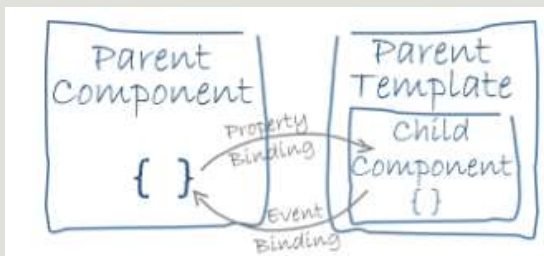 Parent
Component
{ }
Property
Binding
Event
Binding
Parent
Template
Child
Component
{ }